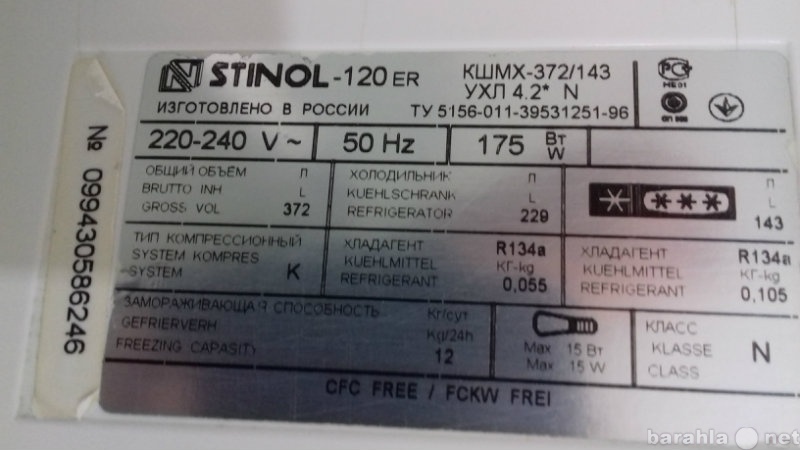 STINOL -120 ER КШМХ-372/143
УХЛ 4.2* N
ИЗГОТОВЛЕНО В РОССИИ ТУ 5156-011-39531251-96
220-240 V ~ 50 Hz 175 Вт W
ОБЩИЙ ОБЪЕМ Л
BRUTTO INH L
GROSS VOL 372
ХОЛОДИЛЬНИК Л
KUEHLSCHRANK L
REFRIGERATOR 229
Л
L
143
ТИП КОМПРЕССИОННЫЙ
SYSTEM KOMPRES
SYSTEM K
ХЛАДАГЕНТ R134a
KUEHLMITTEL КГ-kg
REFRIGERANT 0,055
ХЛАДАГЕНТ R134a
KUEHLMITTEL КГ-kg
REFRIGERANT 0,105
ЗАМОРАЖИВАЮЩАЯ СПОСОБНОСТЬ Кг/сут
GEFRIERVERH Kg/24h
FREEZING CAPASITY 12
Max 15 Вт
Max 15 W
КЛАСС
KLASSE N
CLASS
CFC FREE / FCKW FREI
№ 099430586246
barahla.net